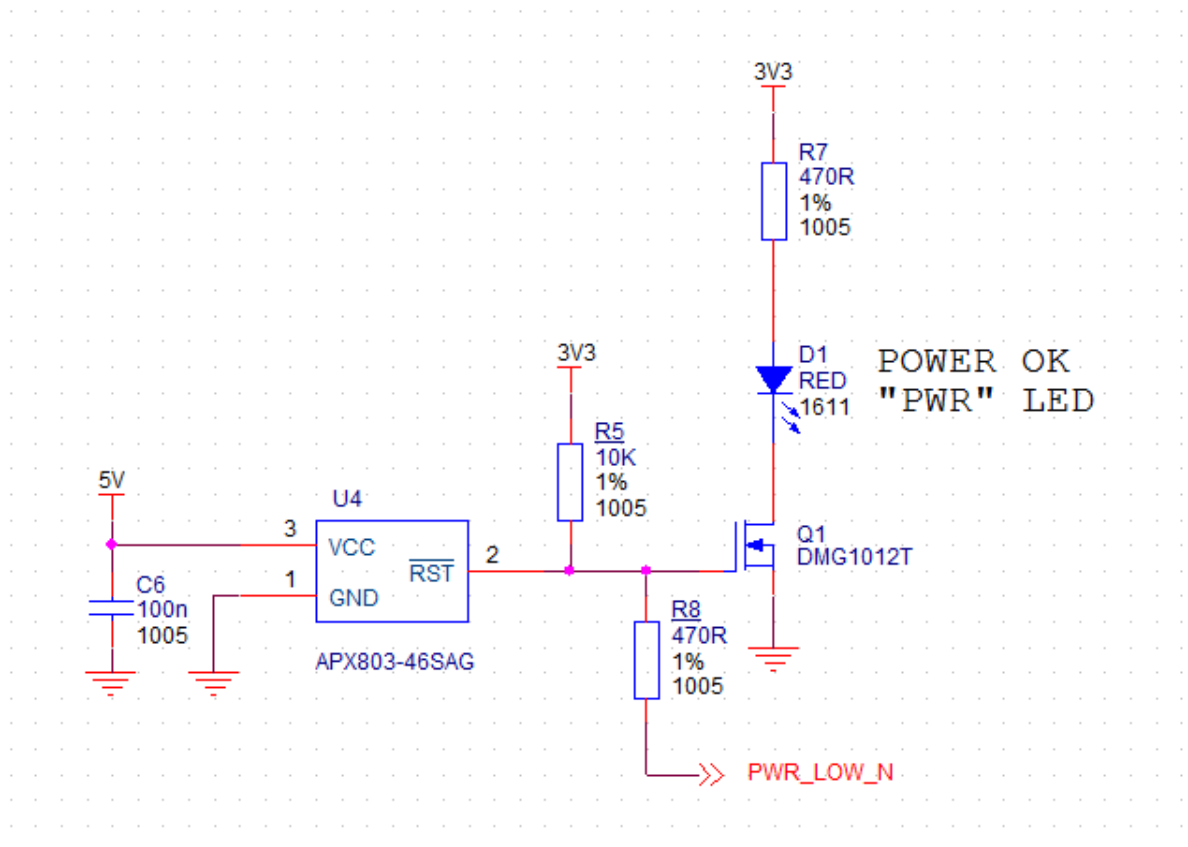 3V3
R7
470R
1%
1005
D1
RED
1611
POWER OK
"PWR" LED
3V3
R5
10K
1%
1005
5V
C6
100n
1005
U4
3
VCC
1
GND
RST
2
APX803-46SAG
Q1
DMG1012T
R8
470R
1%
1005
PWR_LOW_N